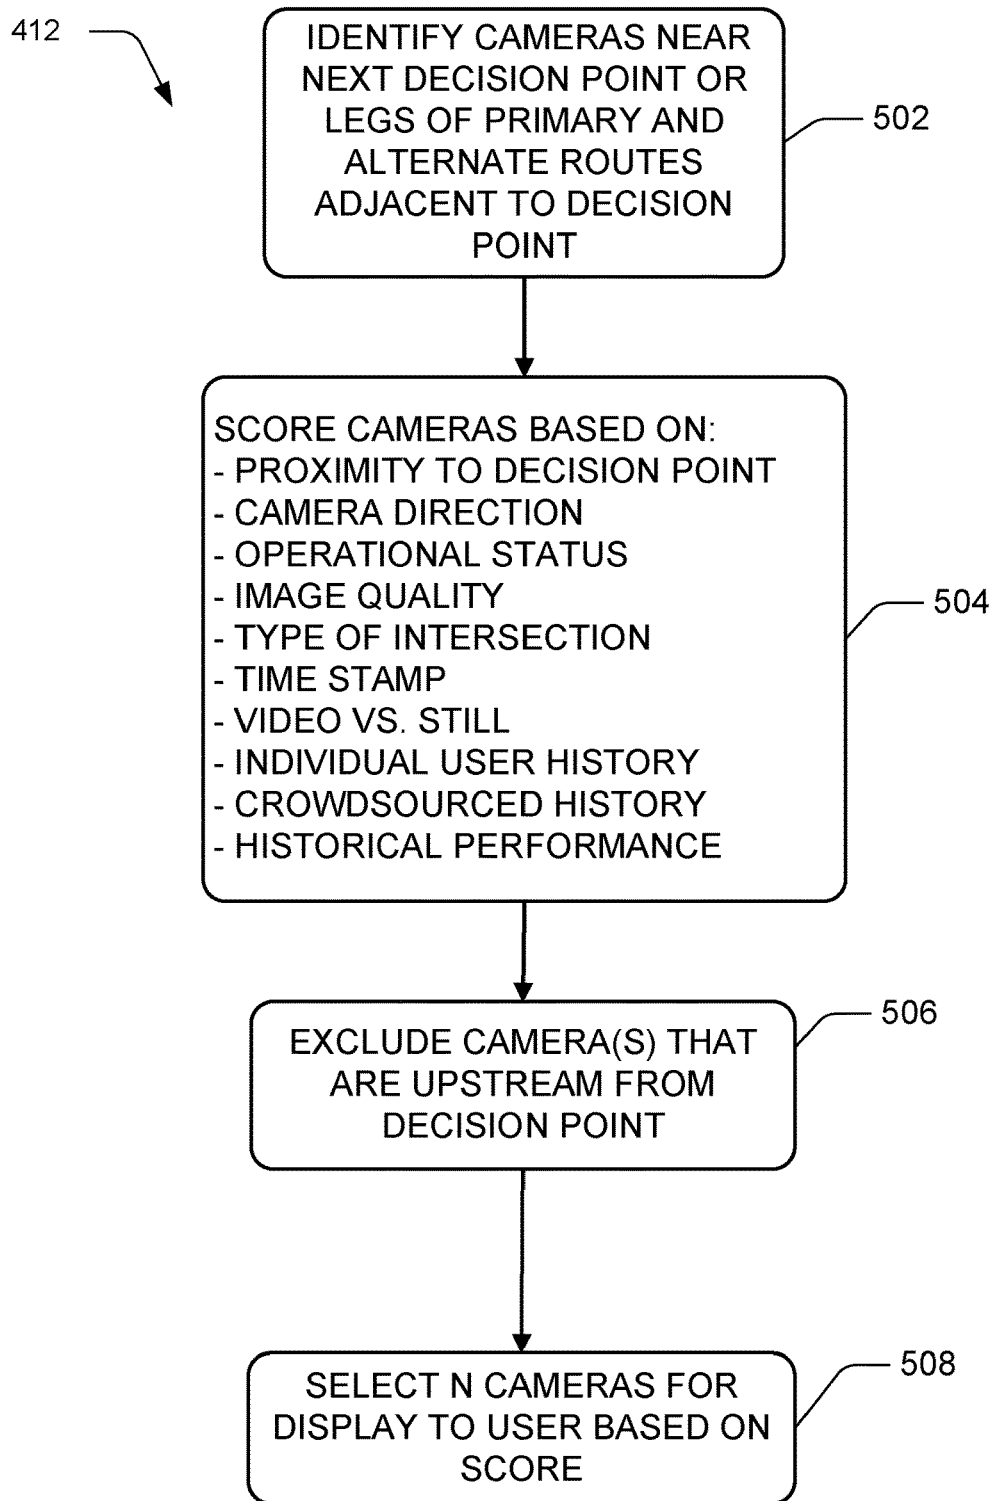 412
IDENTIFY CAMERAS NEAR
NEXT DECISION POINT OR
LEGS OF PRIMARY AND
ALTERNATE ROUTES
ADJACENT TO DECISION
POINT
502
SCORE CAMERAS BASED ON:
- PROXIMITY TO DECISION POINT
- CAMERA DIRECTION
- OPERATIONAL STATUS
- IMAGE QUALITY
- TYPE OF INTERSECTION
- TIME STAMP
- VIDEO VS. STILL
- INDIVIDUAL USER HISTORY
- CROWDSOURCED HISTORY
- HISTORICAL PERFORMANCE
504
EXCLUDE CAMERA(S) THAT
ARE UPSTREAM FROM
DECISION POINT
506
SELECT N CAMERAS FOR
DISPLAY TO USER BASED ON
SCORE
508